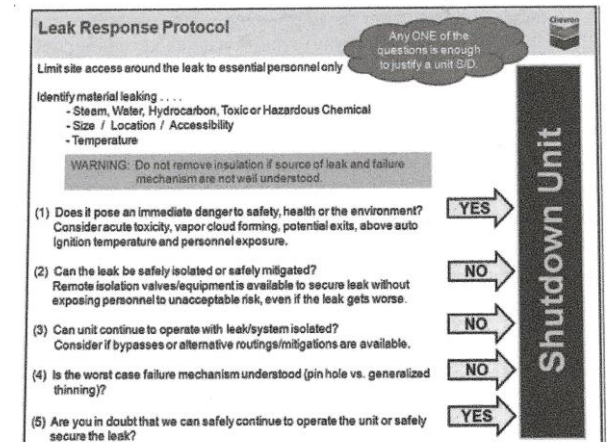 Leak Response Protocol
Chevron
Any ONE of the
questions is enough
to justify a unit S/D.
Limit site access around the leak to essential personnel only
Identify material leaking . . . .
- Steam, Water, Hydrocarbon, Toxic or Hazardous Chemical
- Size / Location / Accessibility
- Temperature
WARNING: Do not remove insulation if source of leak and failure
mechanism are not well understood.
(1) Does it pose an immediate danger to safety, health or the environment?
Consider acute toxicity, vapor cloud forming, potential exits, above auto
Ignition temperature and personnel exposure.
YES
(2) Can the leak be safely isolated or safely mitigated?
Remote isolation valves/equipment is available to secure leak without
exposing personnel to unacceptable risk, even if the leak gets worse.
NO
(3) Can unit continue to operate with leak/system isolated?
Consider if bypasses or alternative routings/mitigations are available.
NO
(4) Is the worst case failure mechanism understood (pin hole vs. generalized
thinning)?
NO
(5) Are you in doubt that we can safely continue to operate the unit or safely
secure the leak?
YES
Shutdown Unit